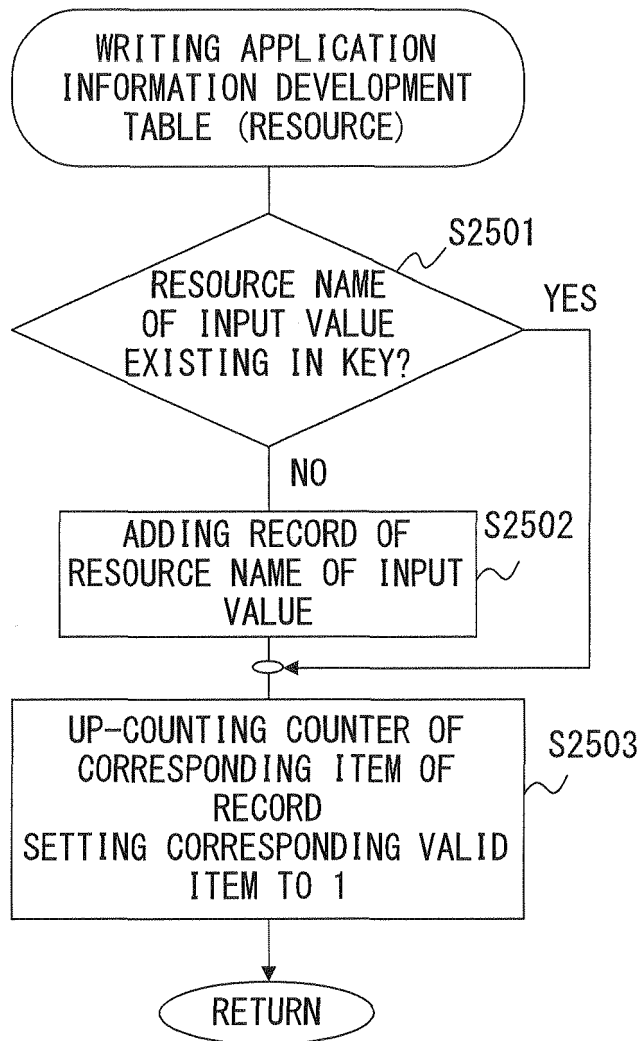 WRITING APPLICATION
INFORMATION DEVELOPMENT
TABLE (RESOURCE)
S2501
RESOURCE NAME
OF INPUT VALUE
EXISTING IN KEY?
YES
NO
S2502
ADDING RECORD OF
RESOURCE NAME OF INPUT
VALUE
UP-COUNTING COUNTER OF
CORRESPONDING ITEM OF
RECORD
SETTING CORRESPONDING VALID
ITEM TO 1
S2503
RETURN